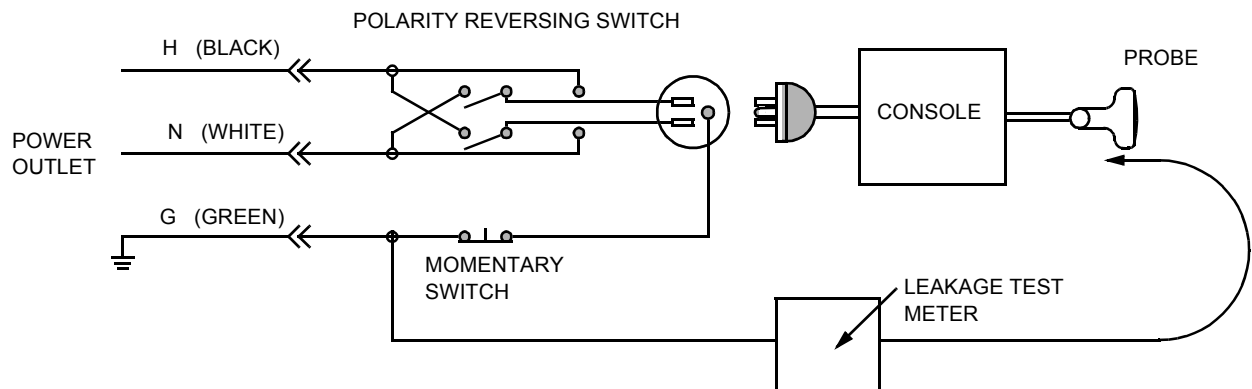 POLARITY REVERSING SWITCH
H (BLACK)
PROBE
CONSOLE
N (WHITE)
POWER
OUTLET
G (GREEN)
MOMENTARY
SWITCH
LEAKAGE TEST
METER